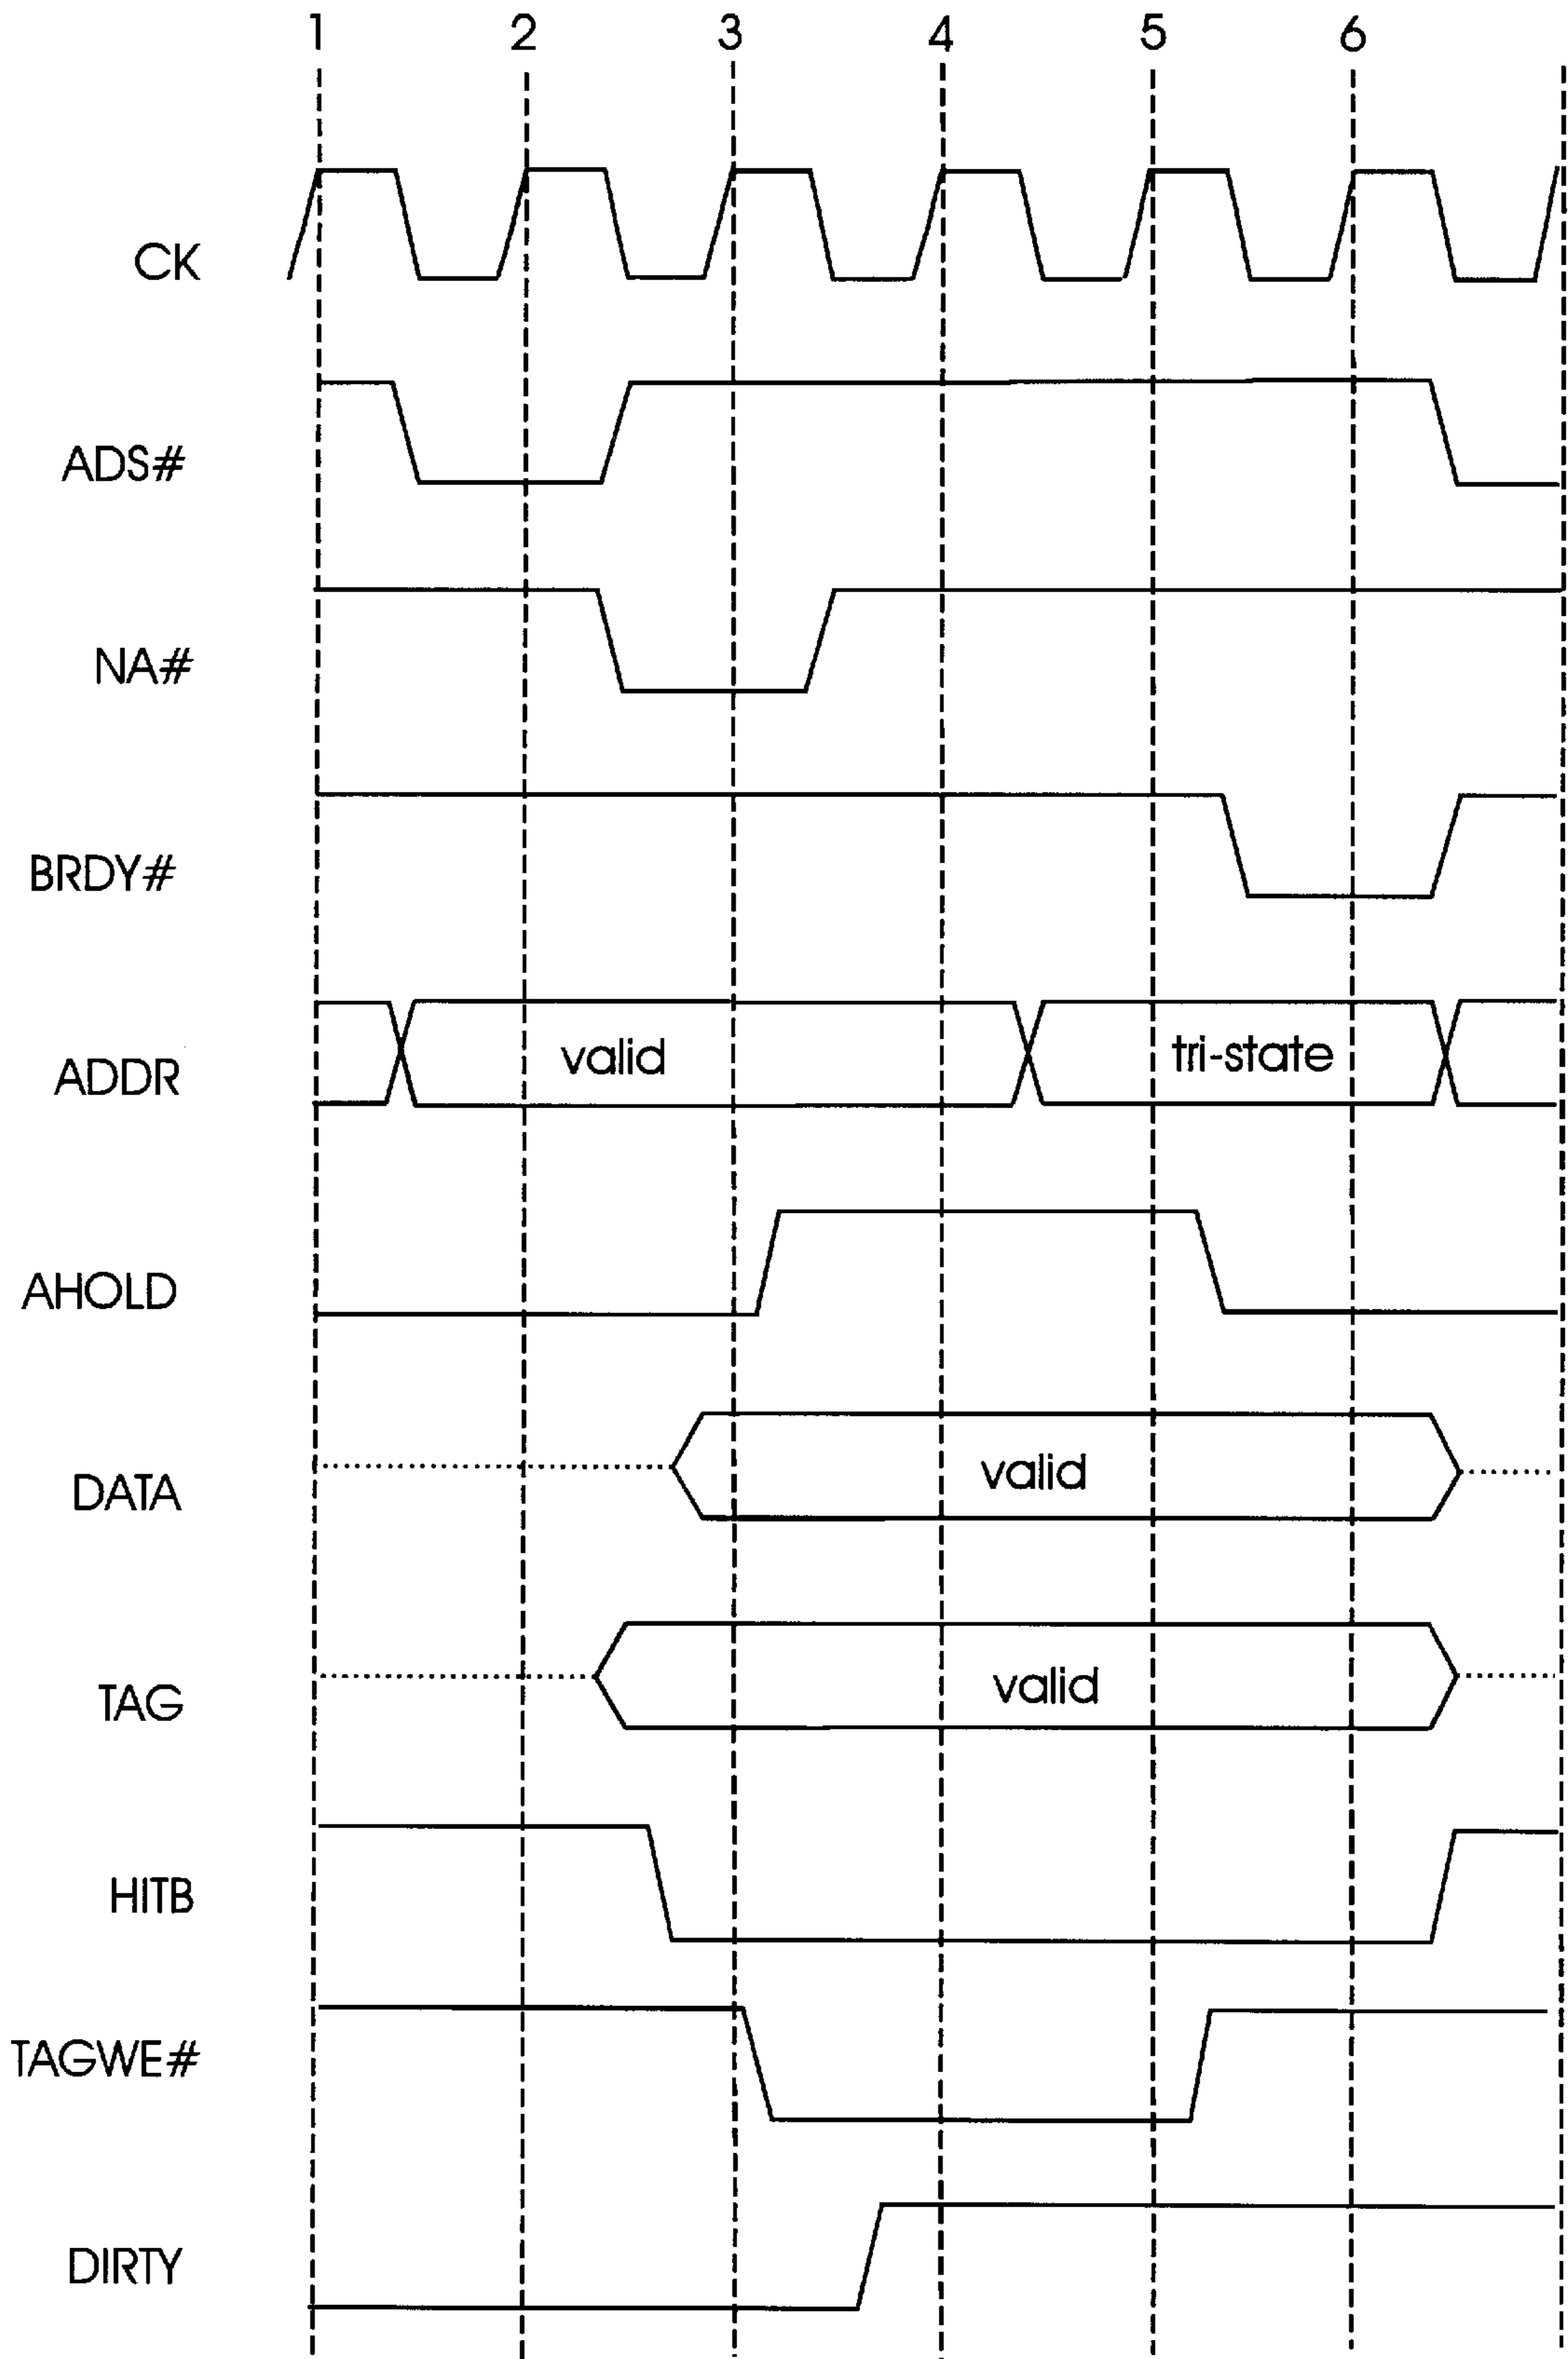 1 2 3 4 5 6
CK
ADS#
NA#
BRDY#
ADDR valid tri-state
AHOLD
DATA valid
TAG valid
HITB
TAGWE#
DIRTY